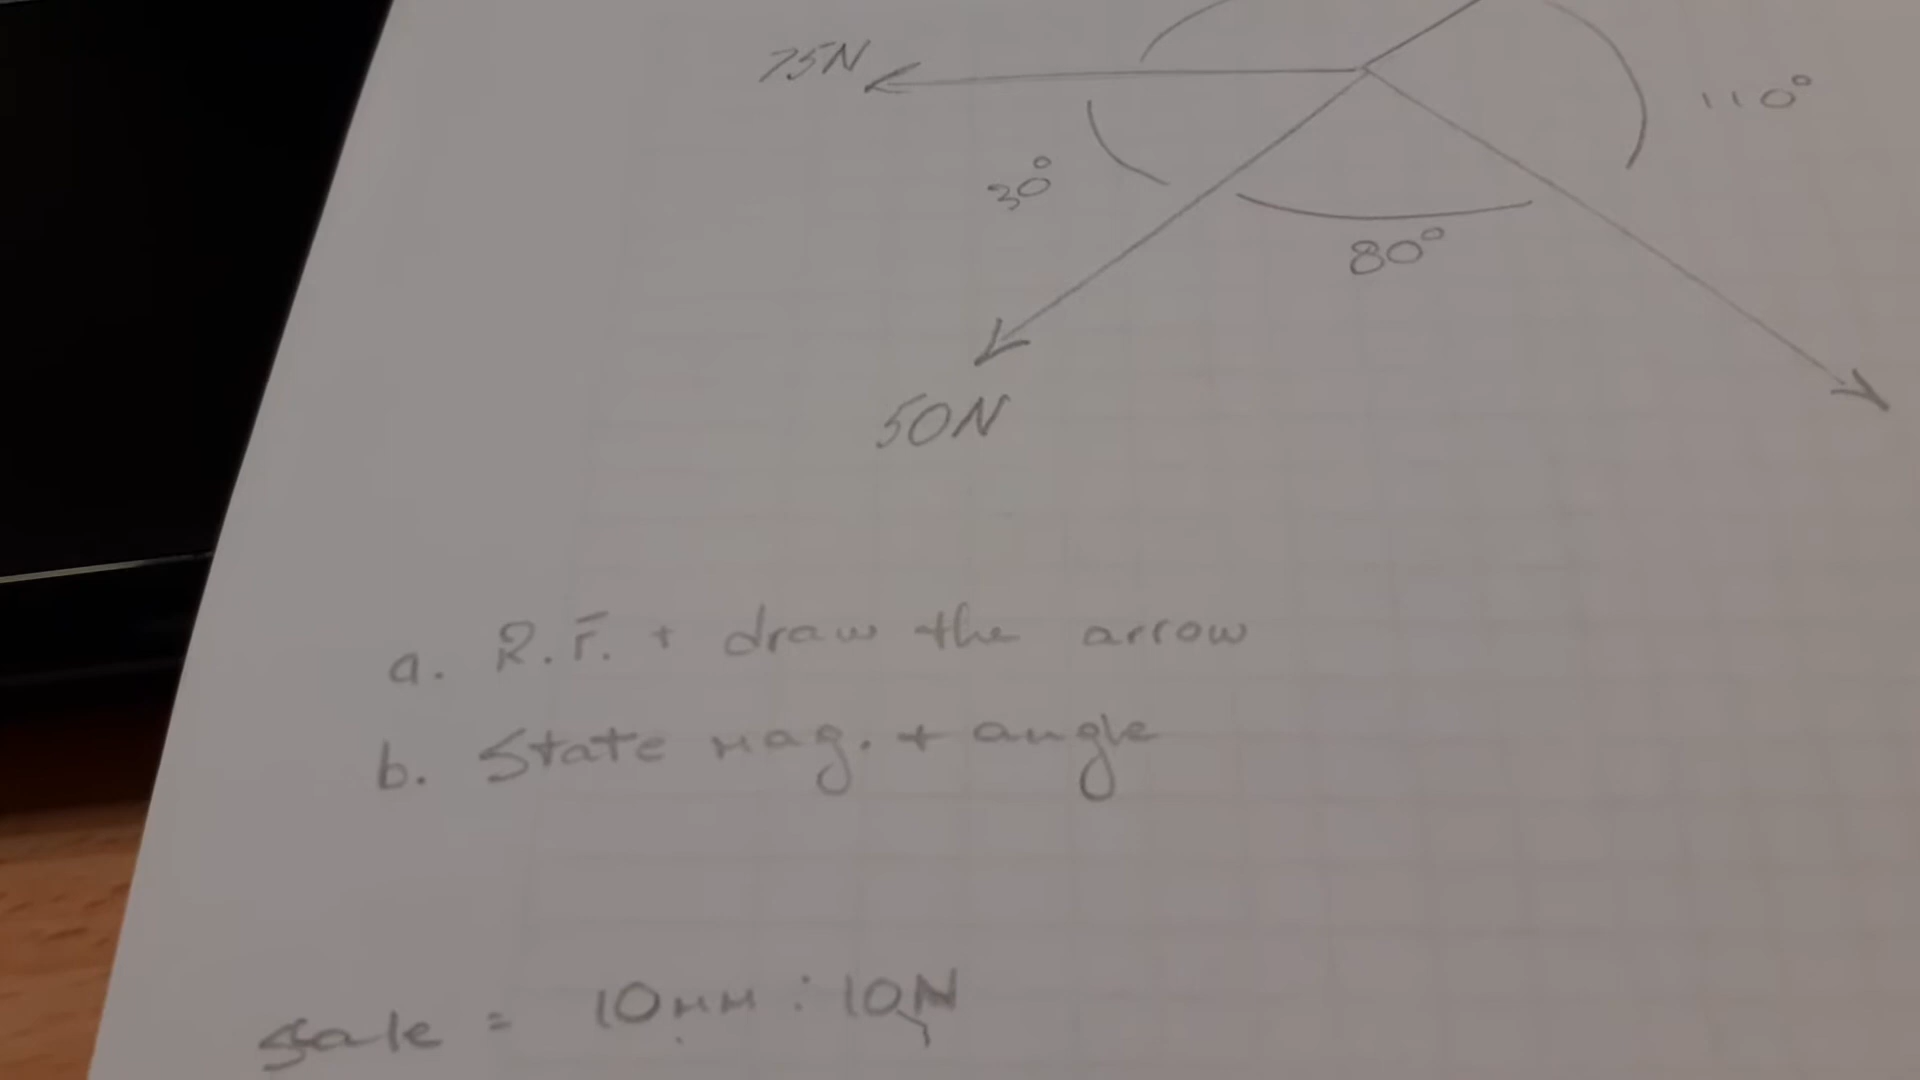 75N
110°
30°
80°
50N
a. R.F. + draw the arrow
b. State mag. + angle
Scale = 10mm : 10N